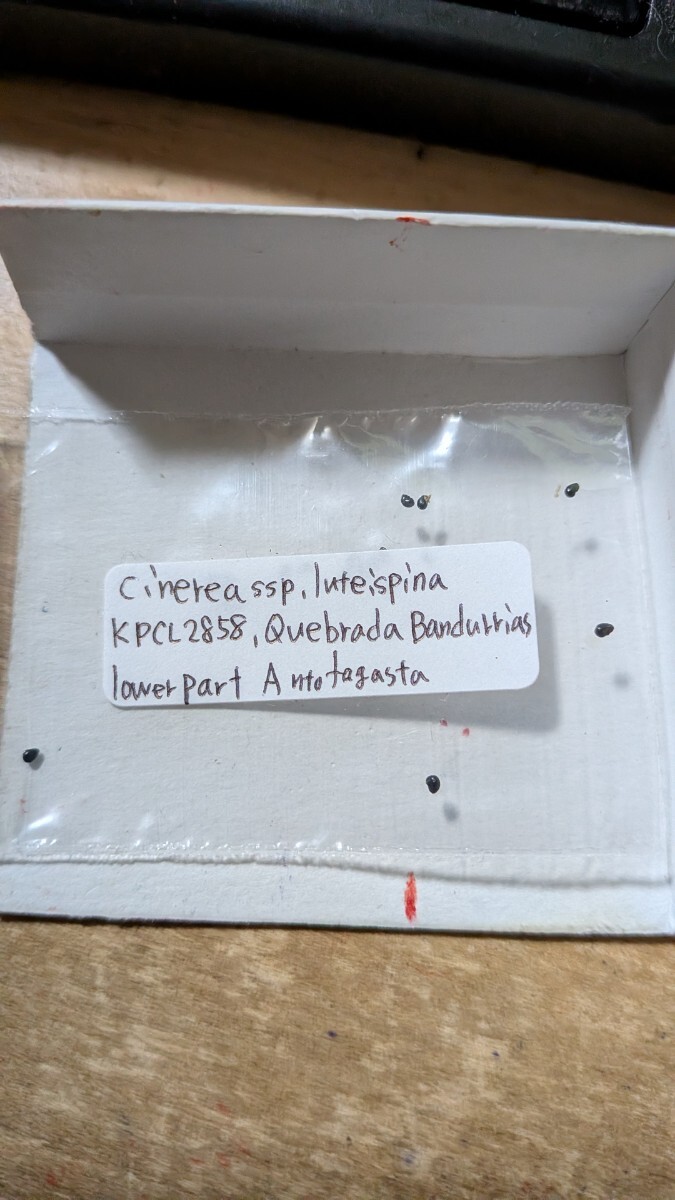 cinerea ssp. luteispina
KPCL2858, Quebrada Bandurrias
lower part Antofagasta